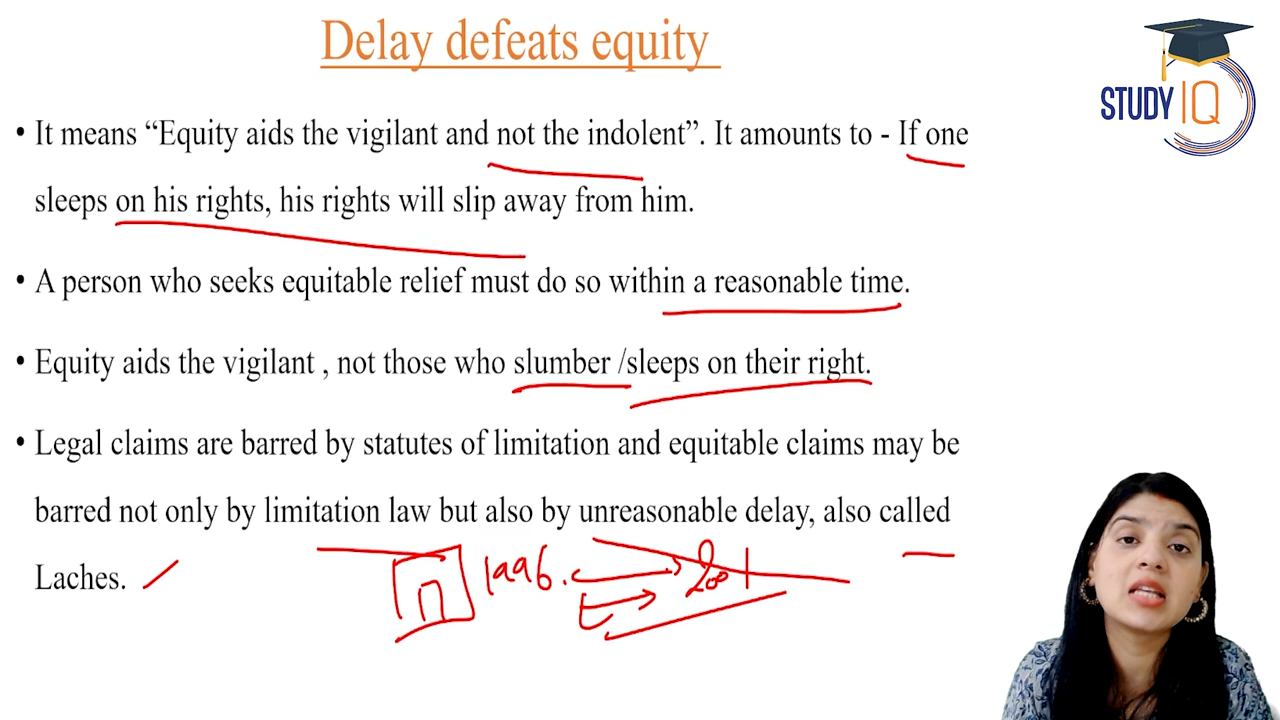 Delay defeats equity
STUDY IQ
• It means “Equity aids the vigilant and not the indolent”. It amounts to - If one
sleeps on his rights, his rights will slip away from him.
• A person who seeks equitable relief must do so within a reasonable time.
• Equity aids the vigilant , not those who slumber /sleeps on their right.
• Legal claims are barred by statutes of limitation and equitable claims may be
barred not only by limitation law but also by unreasonable delay, also called
Laches.
1996. 2001